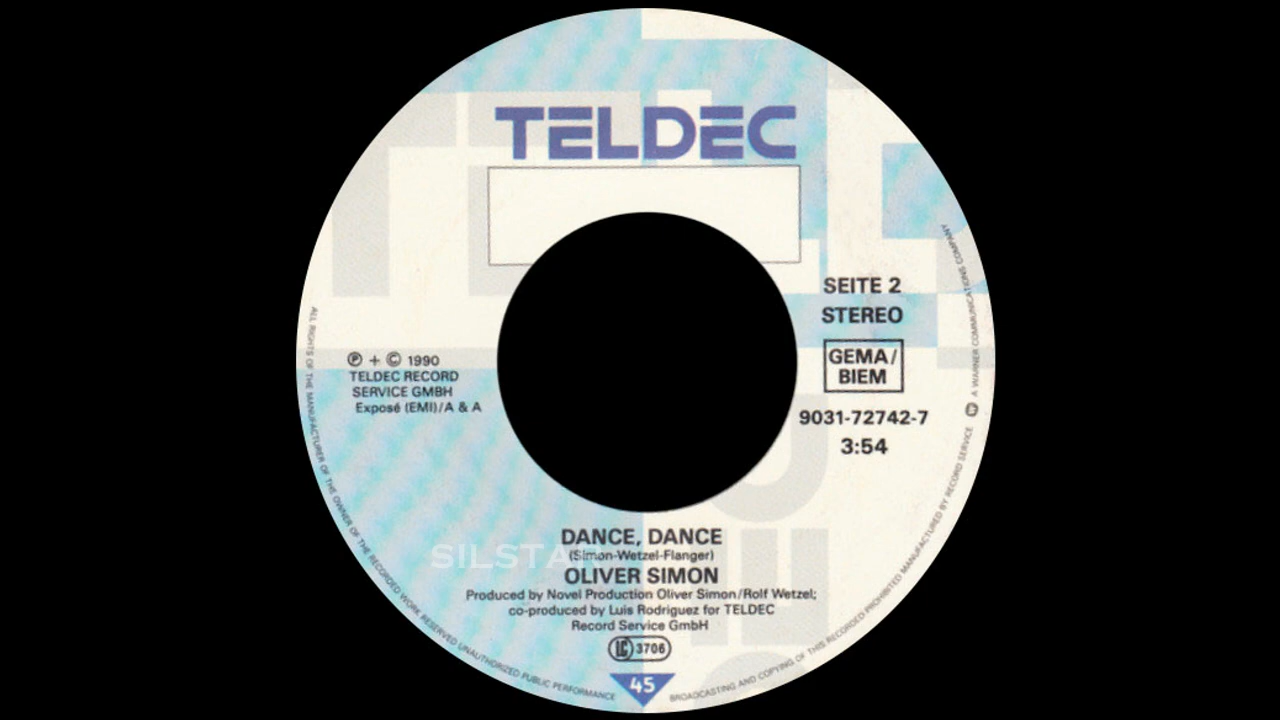 TELDEC
SEITE 2
STEREO
GEMA/
BIEM
9031-72742-7
3:54
℗ + © 1990
TELDEC RECORD
SERVICE GMBH
Exposé (EMI)/A & A
DANCE, DANCE
(Simon-Wetzel-Flanger)
SILSTAR
OLIVER SIMON
Produced by Novel Production Oliver Simon/Rolf Wetzel;
co-produced by Luis Rodriguez for TELDEC
Record Service GmbH
LC 3706
45
ALL RIGHTS OF THE MANUFACTURER OF THE OWNER OF THE RECORDED WORK RESERVED UNAUTHORIZED PUBLIC PERFORMANCE BROADCASTING AND COPYING OF THIS RECORDED PROHIBITED MANUFACTURED BY RECORD SERVICE A WARNER COMMUNICATIONS COMPANY